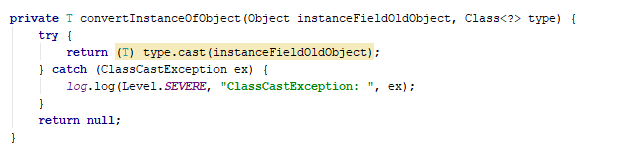 private T convertInstanceOfObject(Object instanceFieldOldObject, Class<?> type) {
    try {
        return (T) type.cast(instanceFieldOldObject);
    } catch (ClassCastException ex) {
        log.log(Level.SEVERE, "ClassCastException: ", ex);
    }
    return null;
}